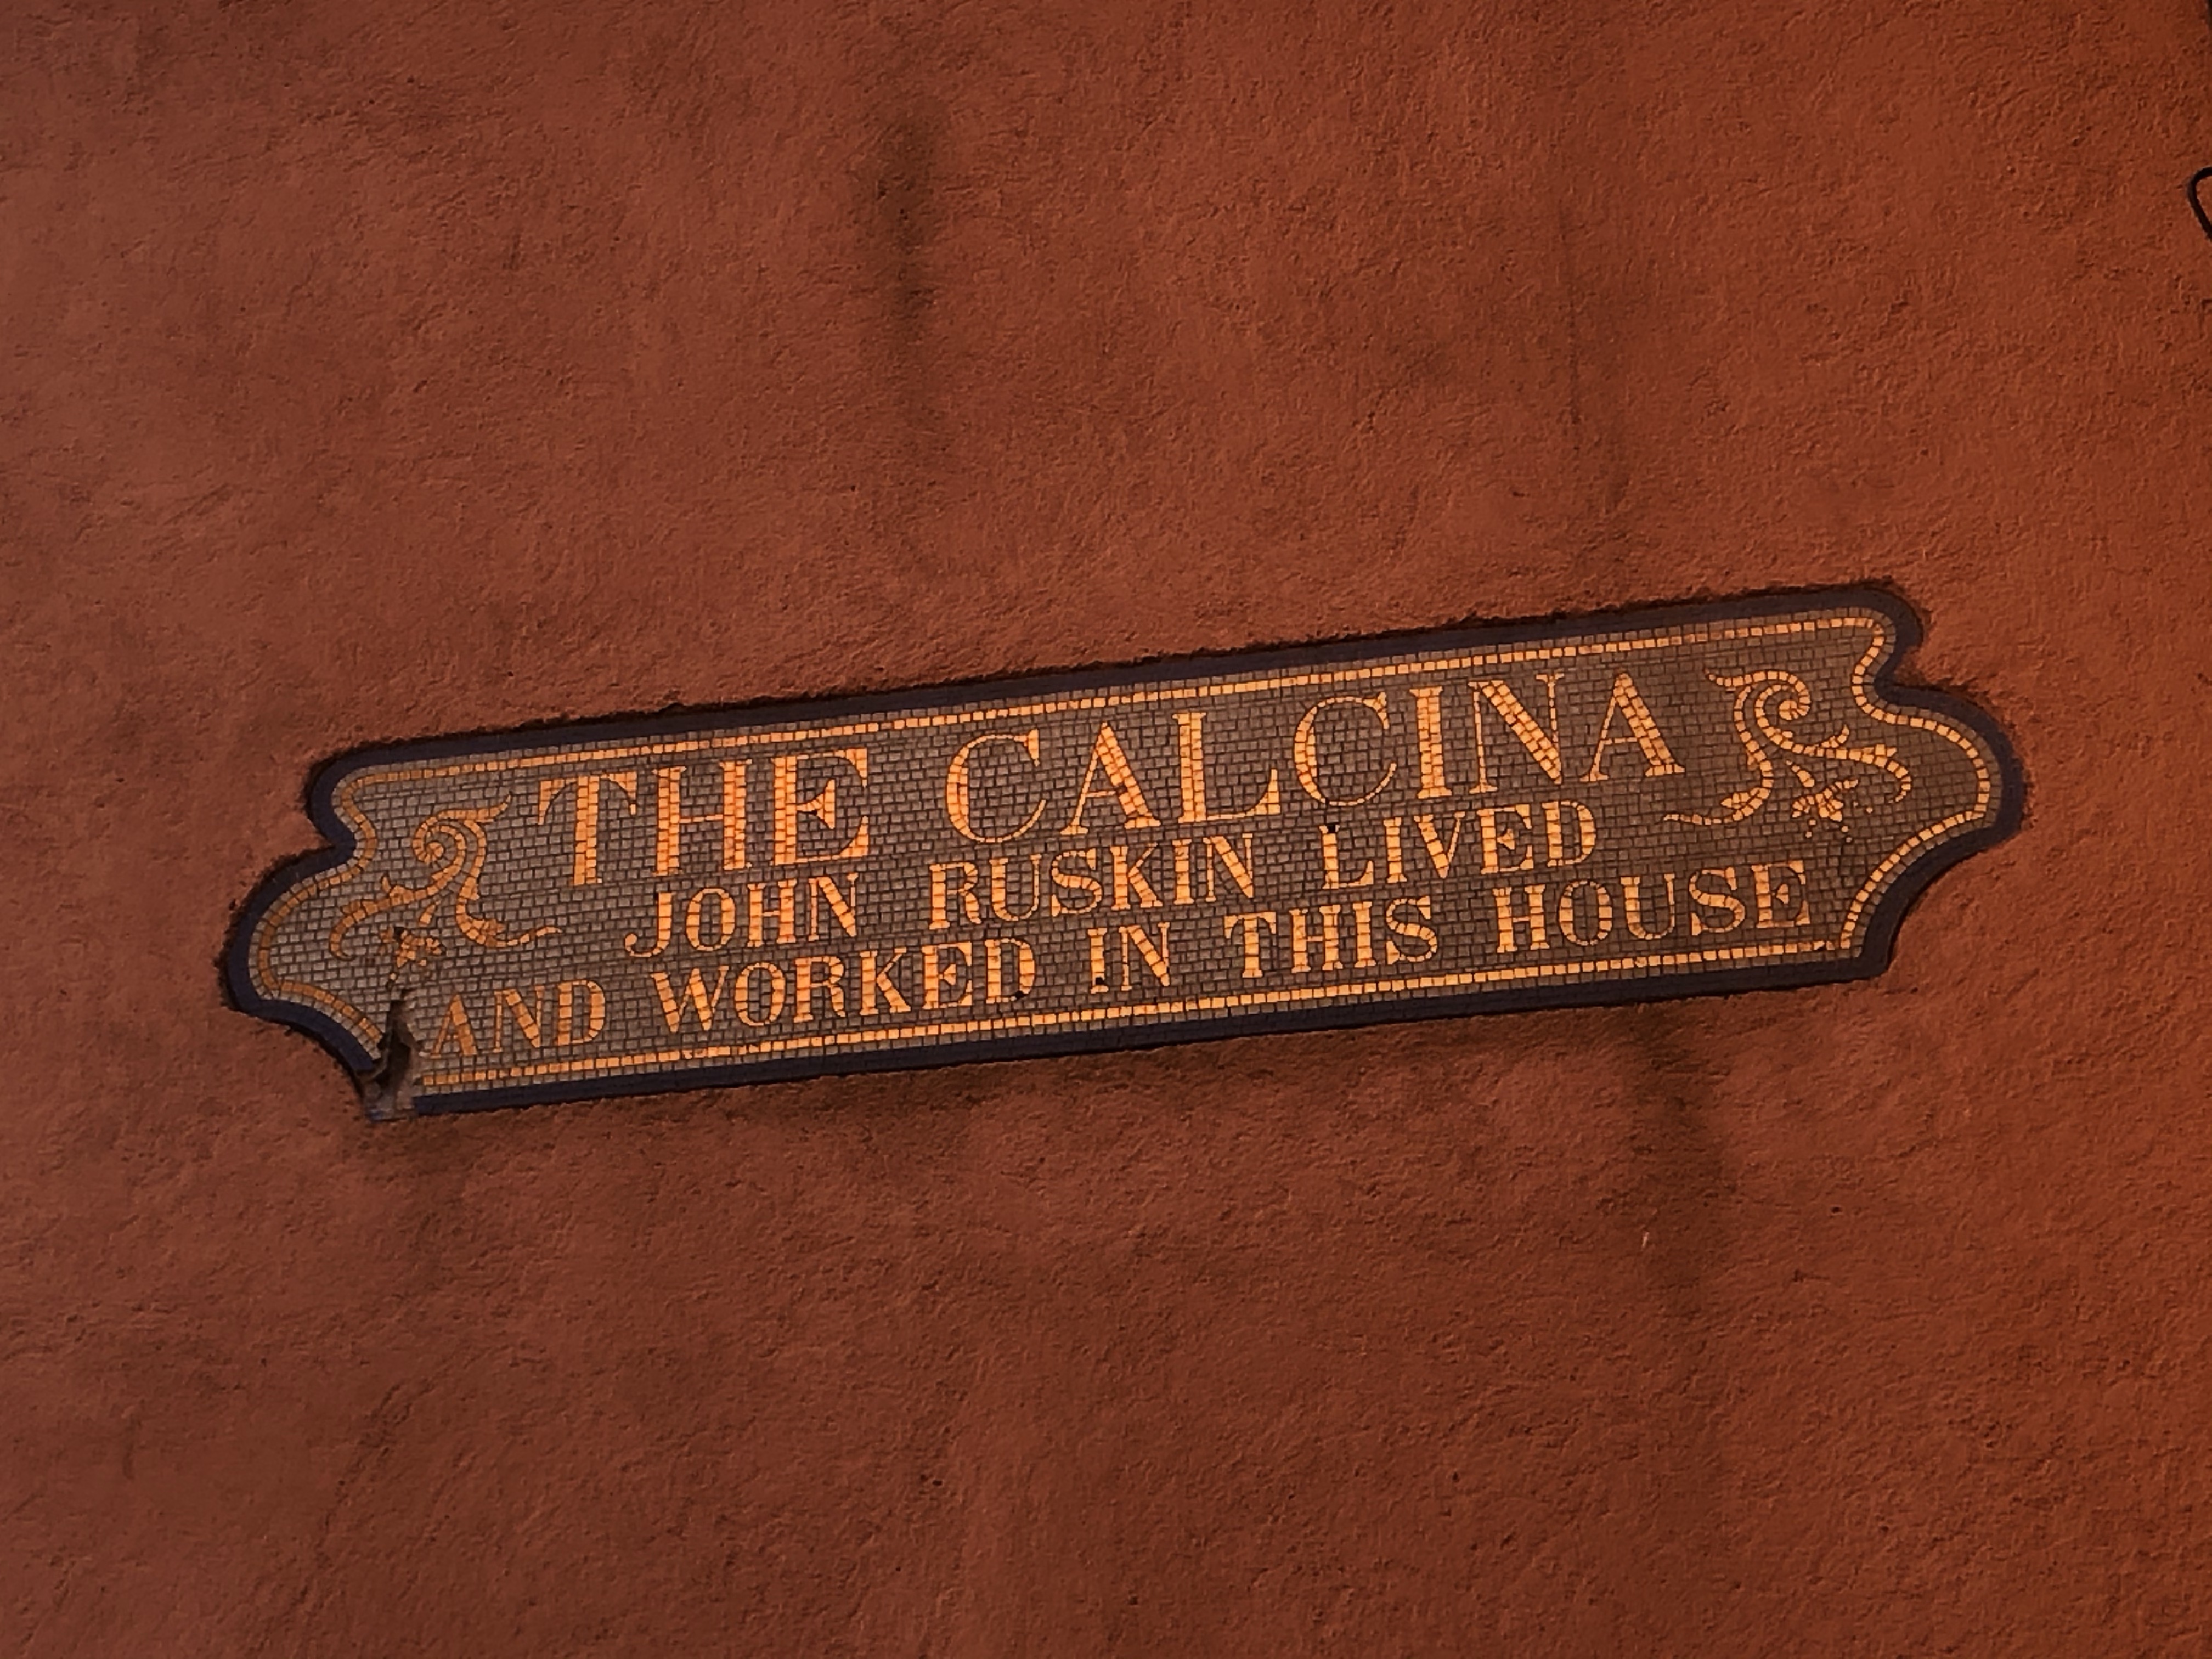 THE CALCINA
JOHN RUSKIN LIVED
AND WORKED IN THIS HOUSE